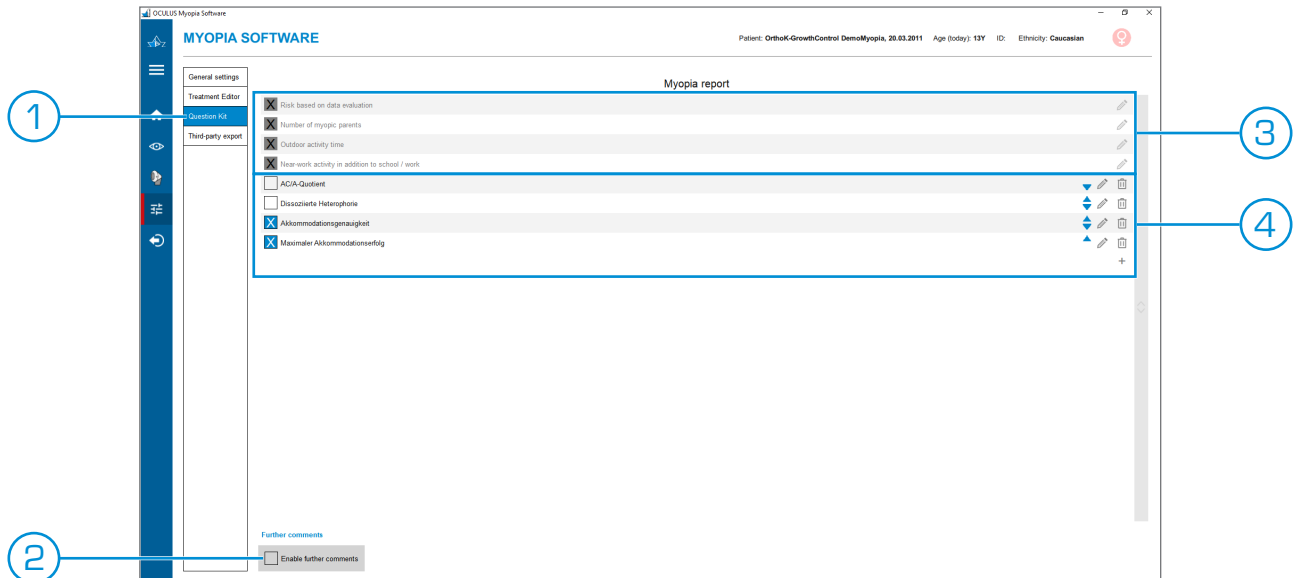 OCULUS Myopia Software
MYOPIA SOFTWARE
Patient: OrthoK-GrowthControl DemoMyopia, 20.03.2011 Age (today): 13Y ID: Ethnicity: Caucasian
General settings
Treatment Editor
Question Kit
Third-party export
Myopia report
X Risk based on data evaluation
X Number of myopic parents
X Outdoor activity time
X Near-work activity in addition to school / work
AC/A-Quotient
Dissoziierte Heterophorie
X Akkommodationsgenauigkeit
X Maximaler Akkommodationserfolg
+
Further comments
Enable further comments
1
2
3
4